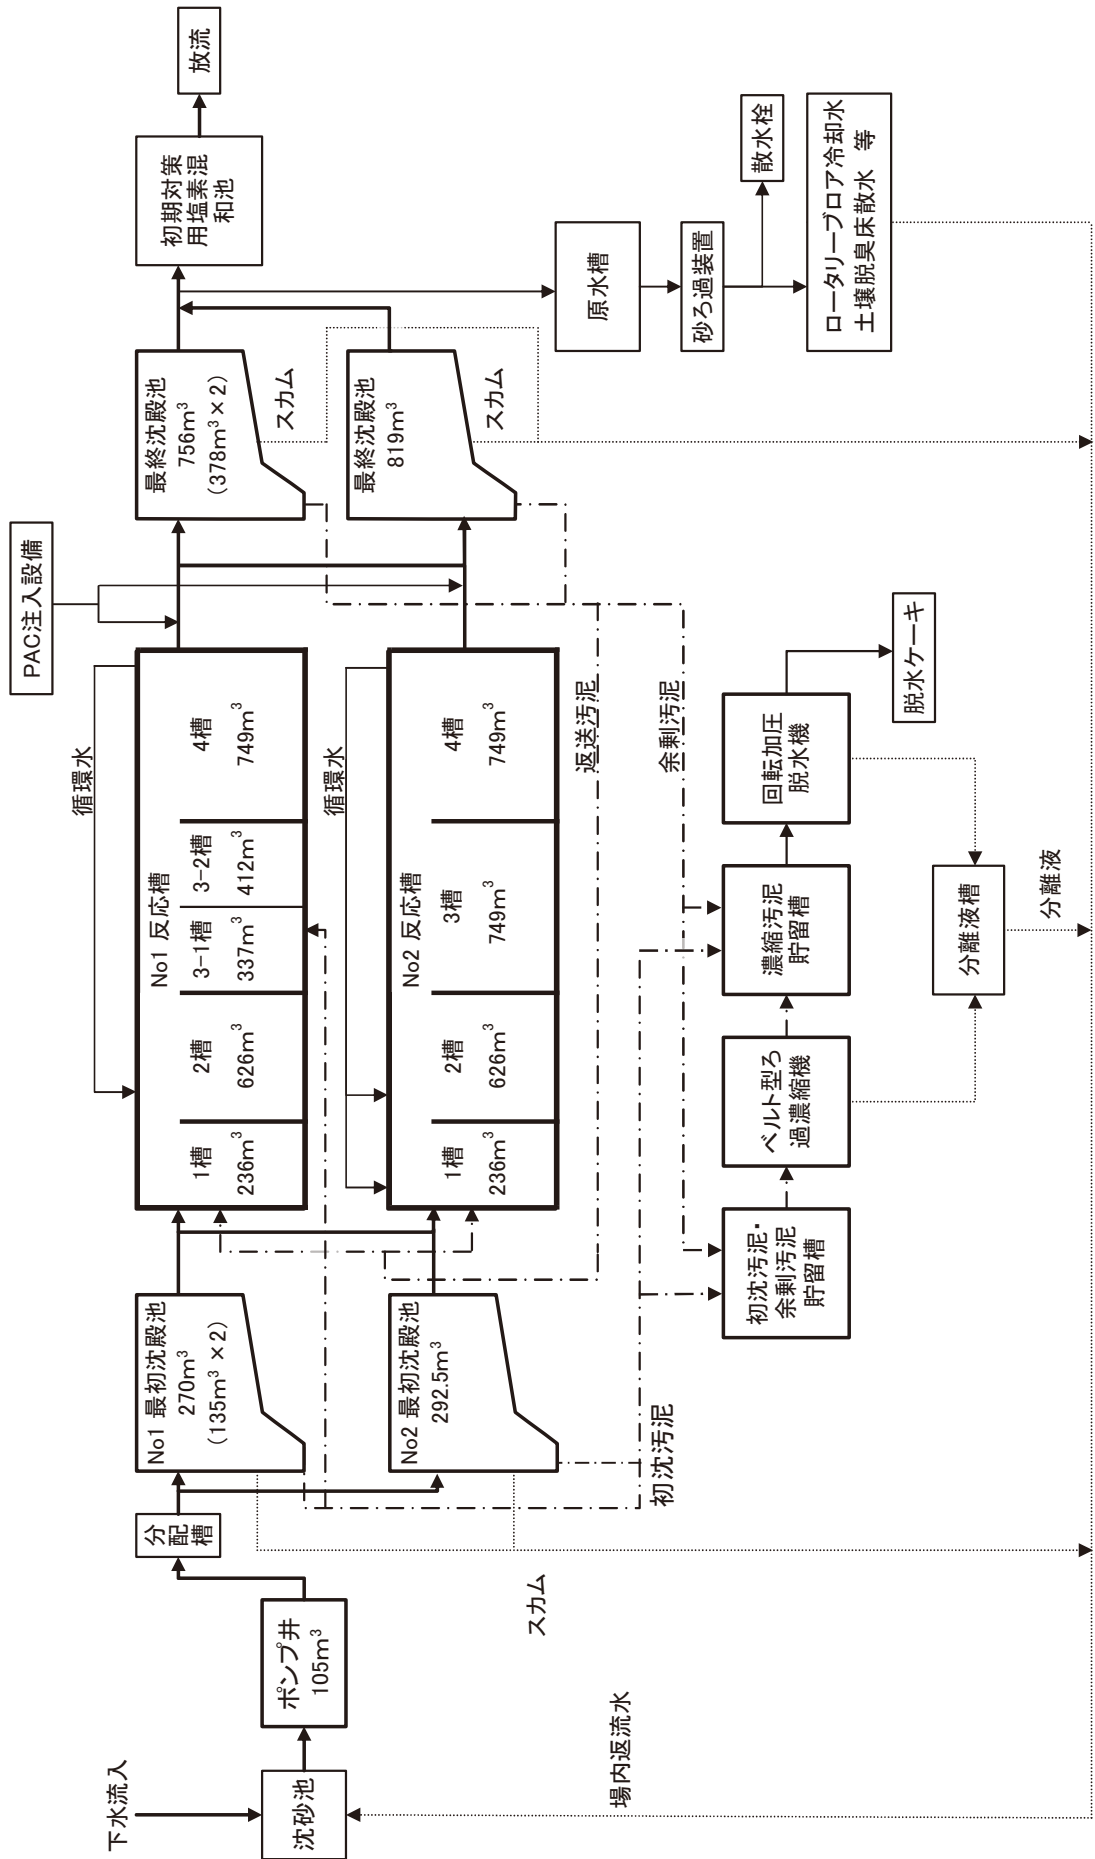 下水流入
沈砂池
ポンプ井
105m³
分配槽
No1 最初沈殿池
270m³
(135m³×2)
No2 最初沈殿池
292.5m³
スカム
初沈汚泥
場内返流水
循環水
No1 反応槽
1槽
236m³
2槽
626m³
3-1槽
337m³
3-2槽
412m³
4槽
749m³
循環水
No2 反応槽
1槽
236m³
2槽
626m³
3槽
749m³
4槽
749m³
返送汚泥
余剰汚泥
PAC注入設備
最終沈殿池
756m³
(378m³×2)
スカム
最終沈殿池
819m³
スカム
初期対策
用塩素混
和池
放流
原水槽
砂ろ過装置
散水栓
ロータリーブロア冷却水
土壌脱臭床散水 等
初沈汚泥・
余剰汚泥
貯留槽
ベルト型ろ
過濃縮機
濃縮汚泥
貯留槽
回転加圧
脱水機
脱水ケーキ
分離液槽
分離液